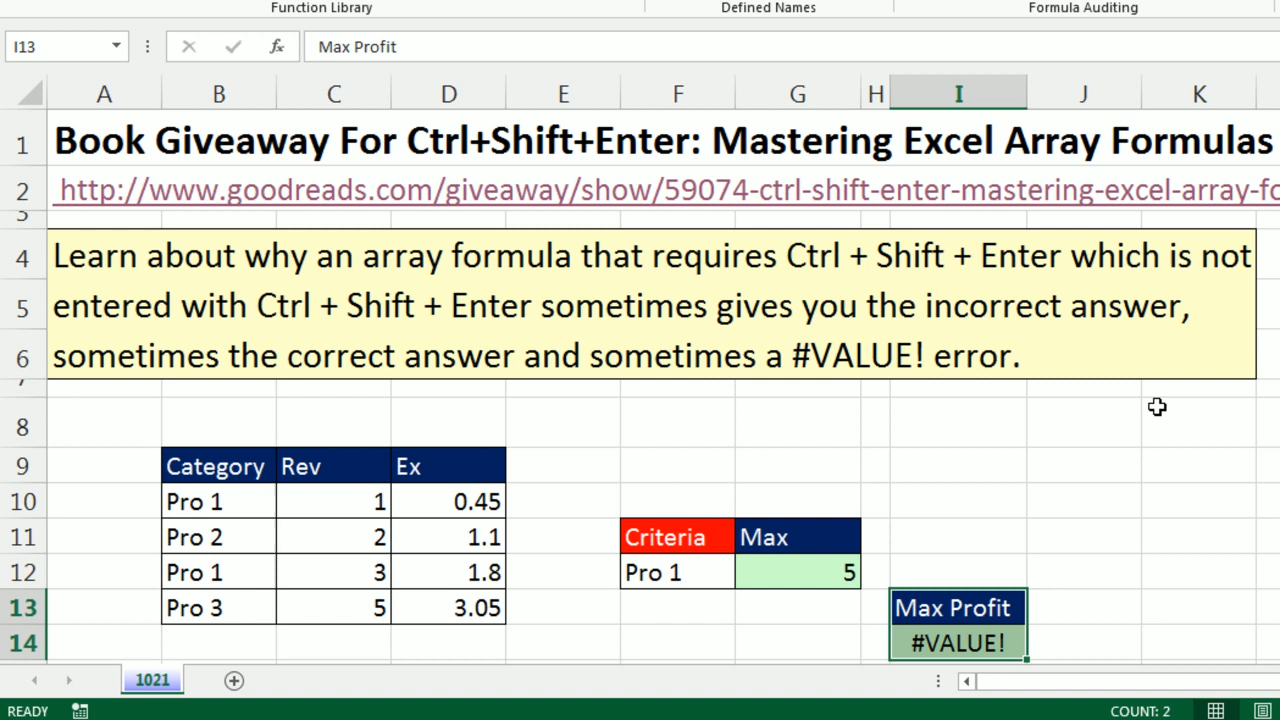 Function Library Defined Names Formula Auditing
I13 fx Max Profit
A B C D E F G H I J K
1 Book Giveaway For Ctrl+Shift+Enter: Mastering Excel Array Formulas
2 http://www.goodreads.com/giveaway/show/59074-ctrl-shift-enter-mastering-excel-array-fo
3
4 Learn about why an array formula that requires Ctrl + Shift + Enter which is not
5 entered with Ctrl + Shift + Enter sometimes gives you the incorrect answer,
6 sometimes the correct answer and sometimes a #VALUE! error.
7
8
9 Category Rev Ex
10 Pro 1 1 0.45
11 Pro 2 2 1.1 Criteria Max
12 Pro 1 3 1.8 Pro 1 5
13 Pro 3 5 3.05 Max Profit
14 #VALUE!
1021
READY COUNT: 2